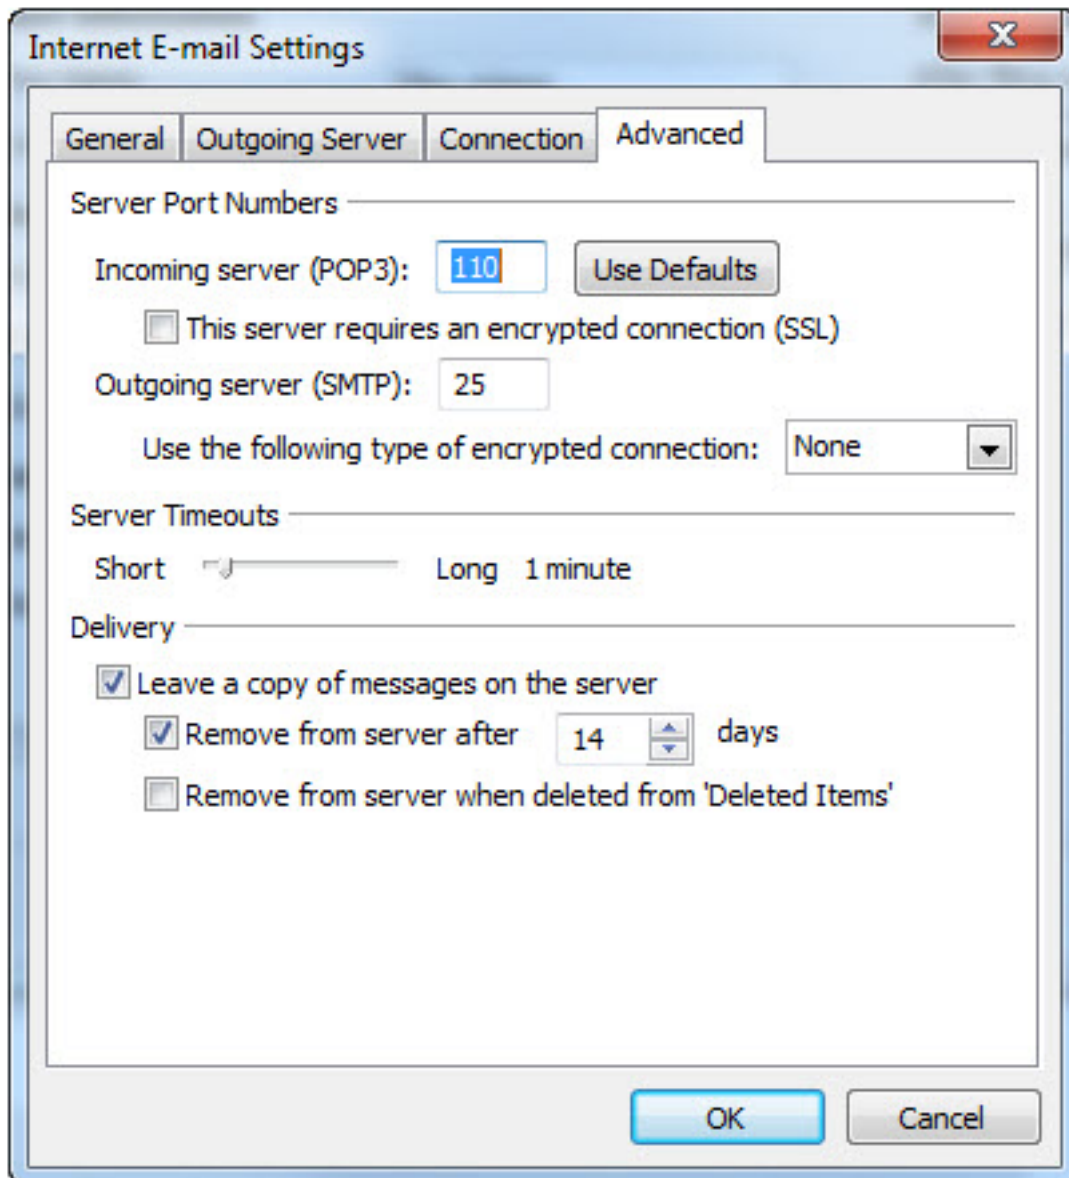 Internet E-mail Settings
General Outgoing Server Connection Advanced
Server Port Numbers
Incoming server (POP3): 110 Use Defaults
This server requires an encrypted connection (SSL)
Outgoing server (SMTP): 25
Use the following type of encrypted connection: None
Server Timeouts
Short Long 1 minute
Delivery
Leave a copy of messages on the server
Remove from server after 14 days
Remove from server when deleted from 'Deleted Items'
OK Cancel